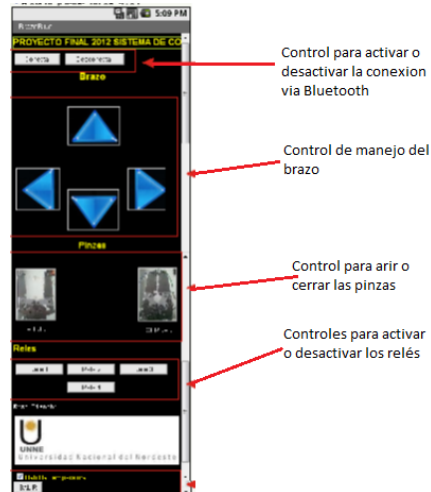 5:09 PM
PROYECTO FINAL 2012 SISTEMA DE CO
Conecta Desconecta
Brazo
Pinzas
Reles
UNNE
Universidad Nacional del Nordeste
SALIR
Control para activar o
desactivar la conexion
via Bluetooth
Control de manejo del
brazo
Control para arir o
cerrar las pinzas
Controles para activar
o desactivar los relés